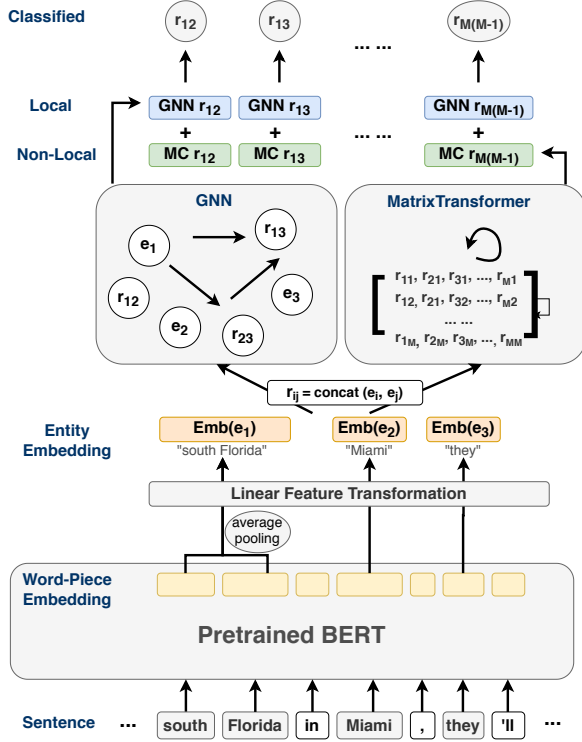 Classified r12 r13 ... ... rM(M-1)
Local GNN r12 GNN r13 ... ... GNN rM(M-1)
+ + +
Non-Local MC r12 MC r13 ... ... MC rM(M-1)
GNN
e1
r13
r12
e2
r23
e3
MatrixTransformer
r11, r21, r31, ..., rM1
r12, r21, r32, ..., rM2
... ...
r1M, r2M, r3M, ..., rMM
rij = concat (ei, ej)
Entity
Embedding
Emb(e1) Emb(e2) Emb(e3)
"south Florida" "Miami" "they"
Linear Feature Transformation
average
pooling
Word-Piece
Embedding
Pretrained BERT
Sentence ... south Florida in Miami , they 'll ...